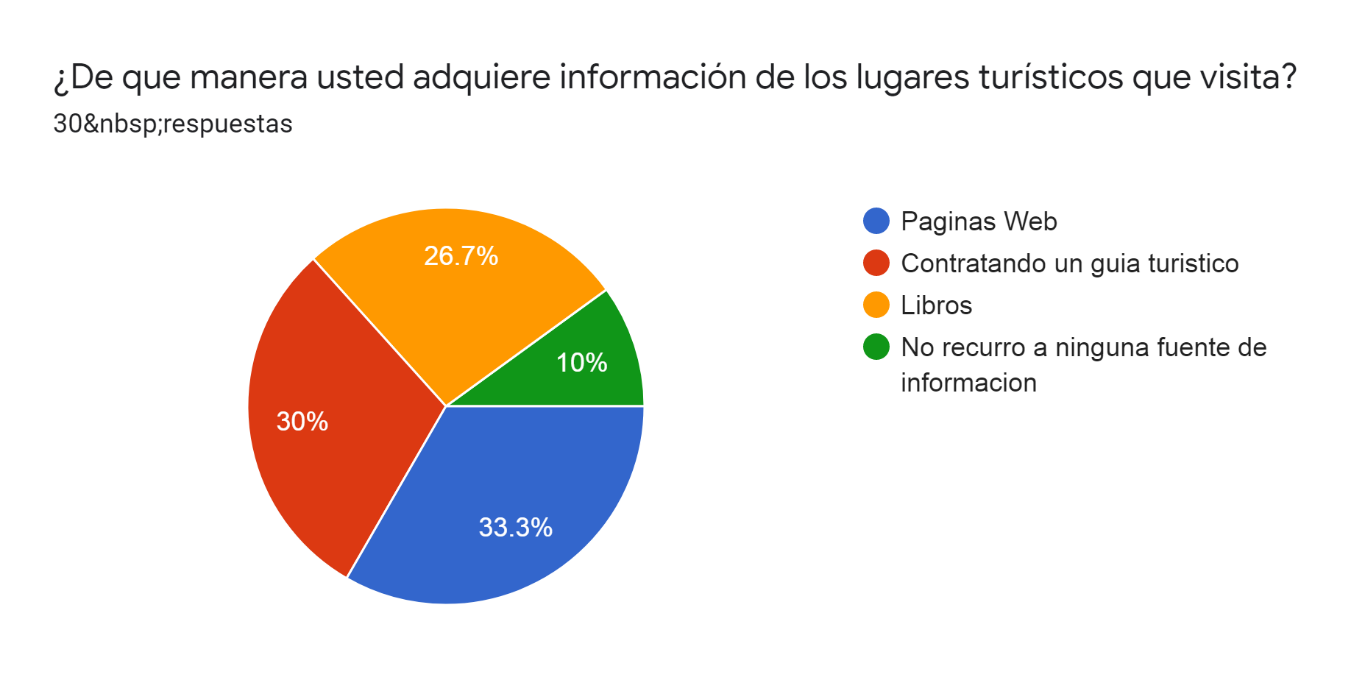 ¿De que manera usted adquiere información de los lugares turísticos que visita?
30&nbsp;respuestas
Paginas Web
Contratando un guia turistico
Libros
No recurro a ninguna fuente de
informacion
26.7%
10%
30%
33.3%